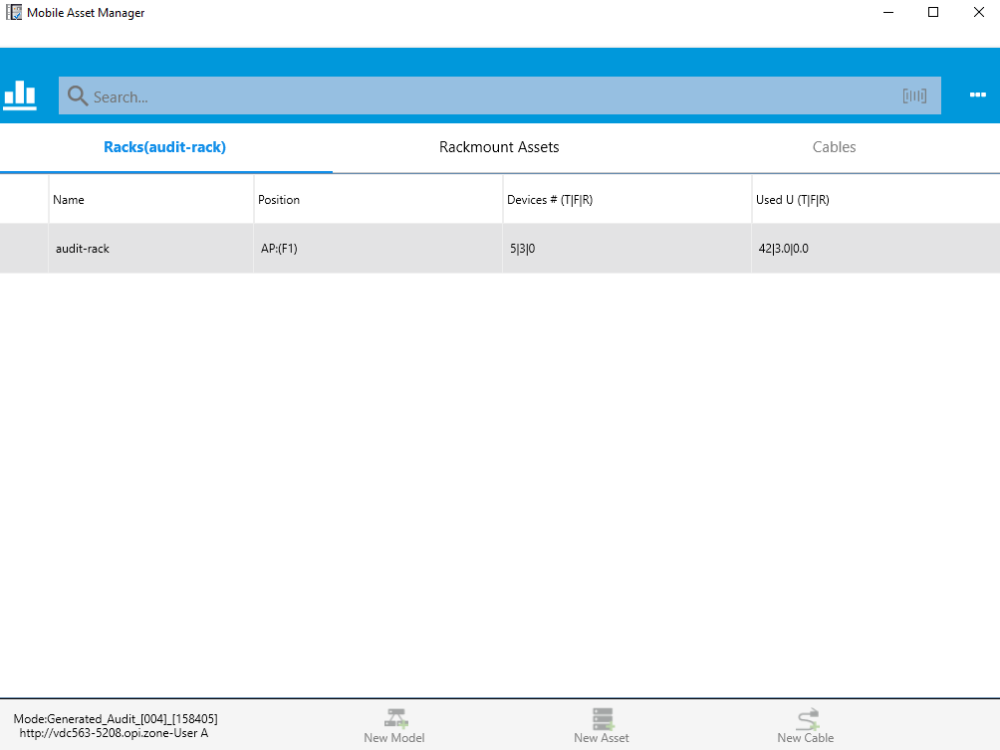 Mobile Asset Manager
Search...
Racks(audit-rack) Rackmount Assets Cables
Name Position Devices # (T|F|R) Used U (T|F|R)
audit-rack AP:(F1) 5|3|0 42|3.0|0.0
Mode:Generated_Audit_[004]_[158405]
http://vdc563-5208.opi.zone-User A
New Model New Asset New Cable